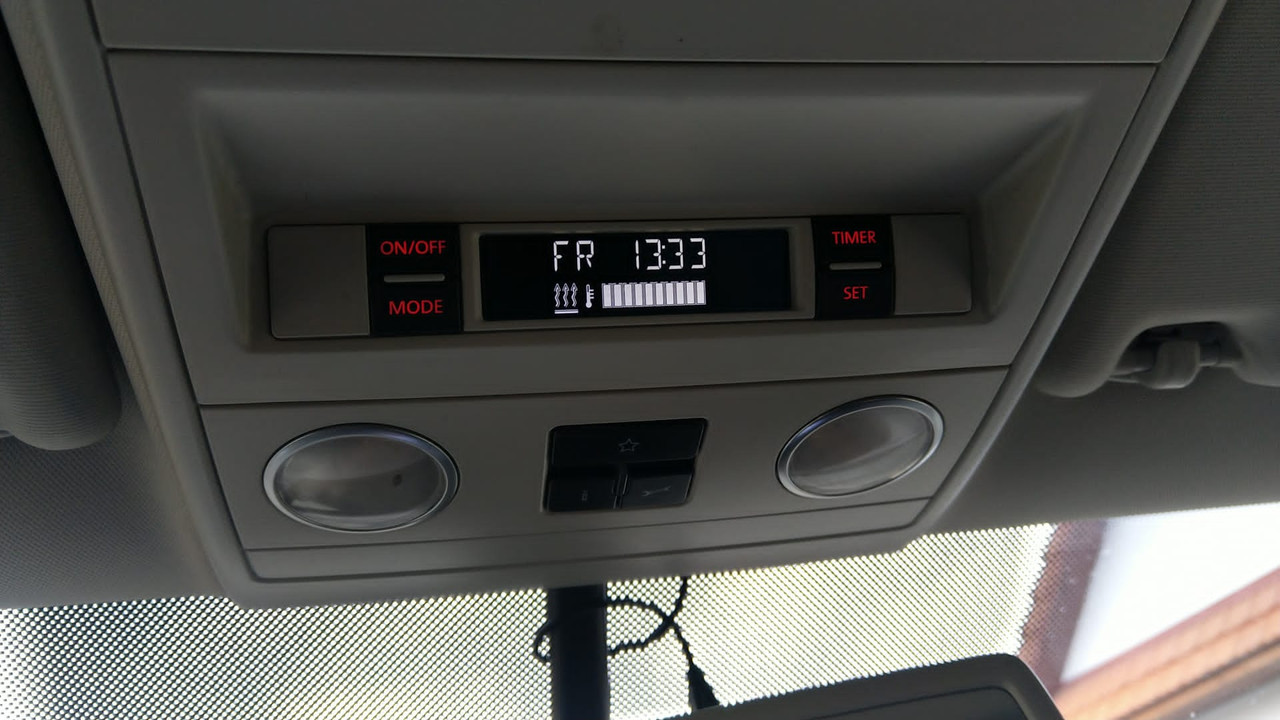 ON/OFF
MODE
FR 13:33
TIMER
SET